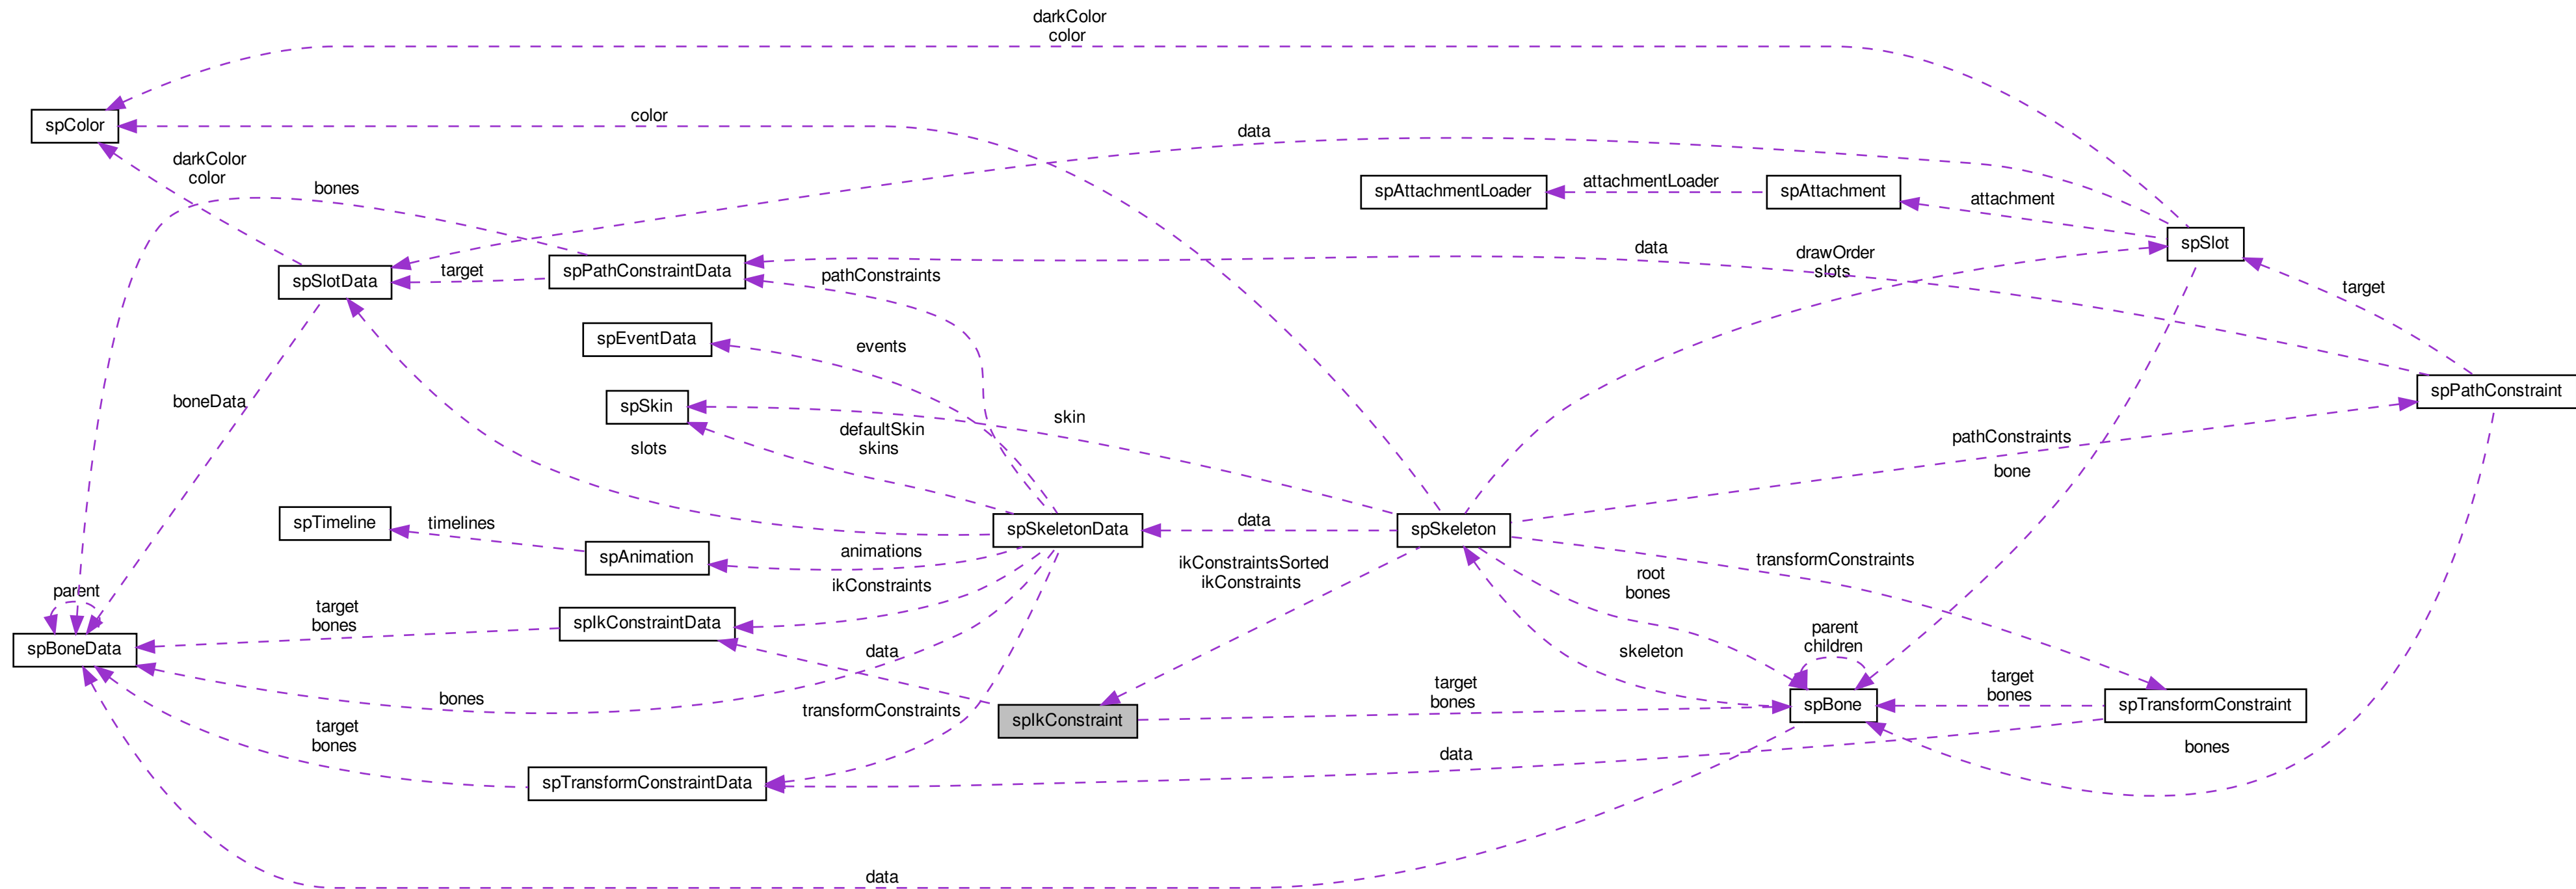 darkColor
color
spColor
color
data
darkColor
color
bones
spAttachmentLoader
attachmentLoader
spAttachment
attachment
spSlot
spSlotData
target
spPathConstraintData
pathConstraints
data
drawOrder
slots
target
spEventData
events
spPathConstraint
boneData
spSkin
skin
defaultSkin
skins
slots
pathConstraints
bone
spTimeline
timelines
spAnimation
animations
spSkeletonData
data
spSkeleton
ikConstraintsSorted
ikConstraints
transformConstraints
root
bones
parent
ikConstraints
target
bones
spIkConstraintData
spBoneData
data
skeleton
parent
children
bones
transformConstraints
spIkConstraint
target
bones
spBone
target
bones
spTransformConstraint
target
bones
spTransformConstraintData
data
bones
data